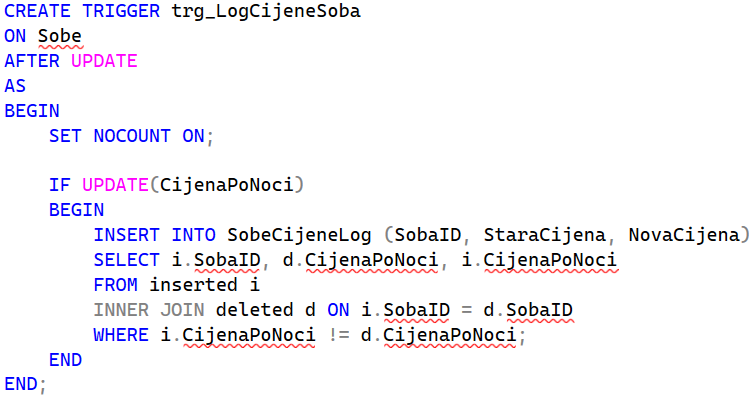 CREATE TRIGGER trg_LogCijeneSoba
ON Sobe
AFTER UPDATE
AS
BEGIN
    SET NOCOUNT ON;

    IF UPDATE(CijenaPoNoci)
    BEGIN
        INSERT INTO SobeCijeneLog (SobaID, StaraCijena, NovaCijena)
        SELECT i.SobaID, d.CijenaPoNoci, i.CijenaPoNoci
        FROM inserted i
        INNER JOIN deleted d ON i.SobaID = d.SobaID
        WHERE i.CijenaPoNoci != d.CijenaPoNoci;
    END
END;